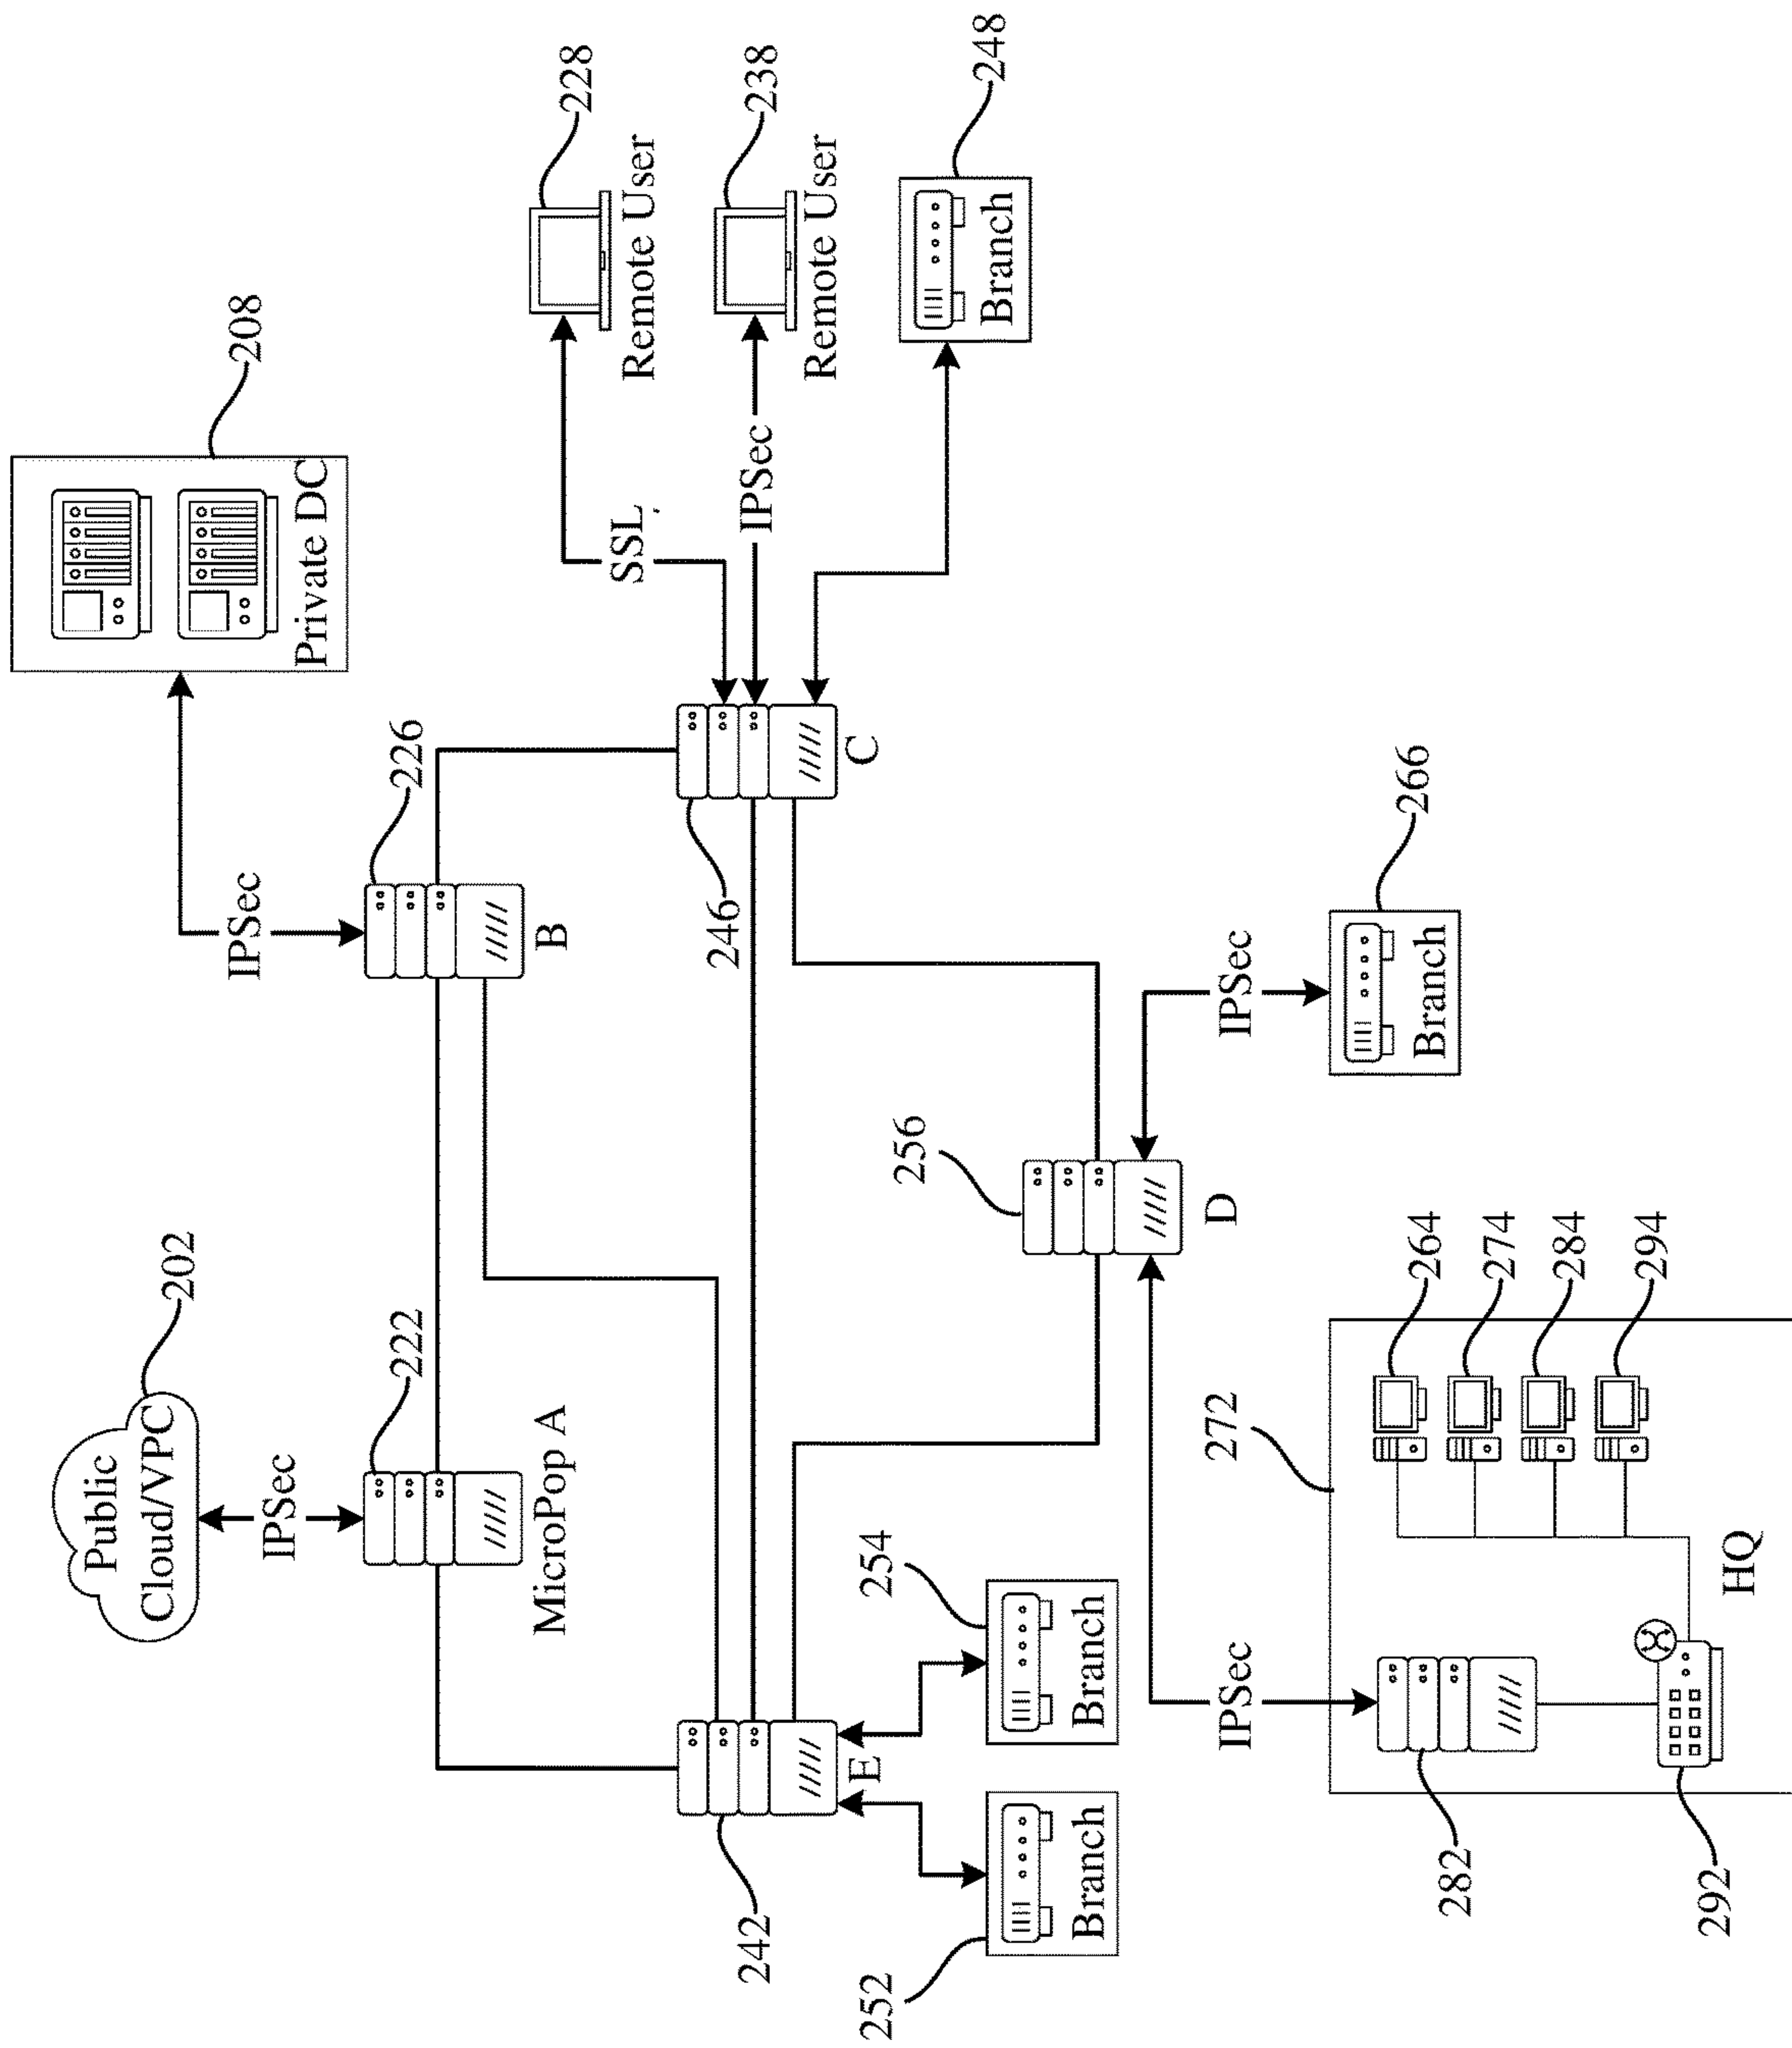 Public
Cloud/VPC
202
IPSec
222
MicroPop A
Private DC
208
IPSec
226
B
SSL
228
Remote User
IPSec
238
Remote User
248
Branch
246
C
242
E
252
Branch
254
Branch
256
D
IPSec
266
Branch
IPSec
272
282
292
264
274
284
294
HQ